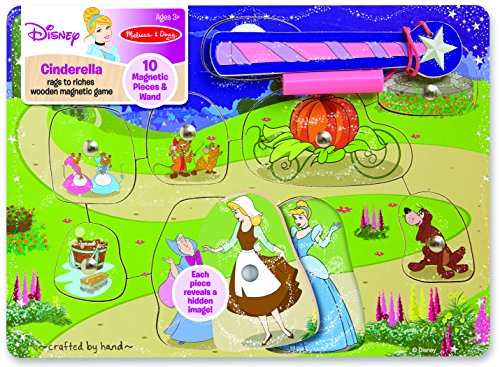 Disney
Ages 3+
Melissa & Doug
Cinderella
rags to riches
wooden magnetic game
10
Magnetic
Pieces &
Wand
Each
piece
reveals a
hidden
image!
~crafted by hand~
© Disney